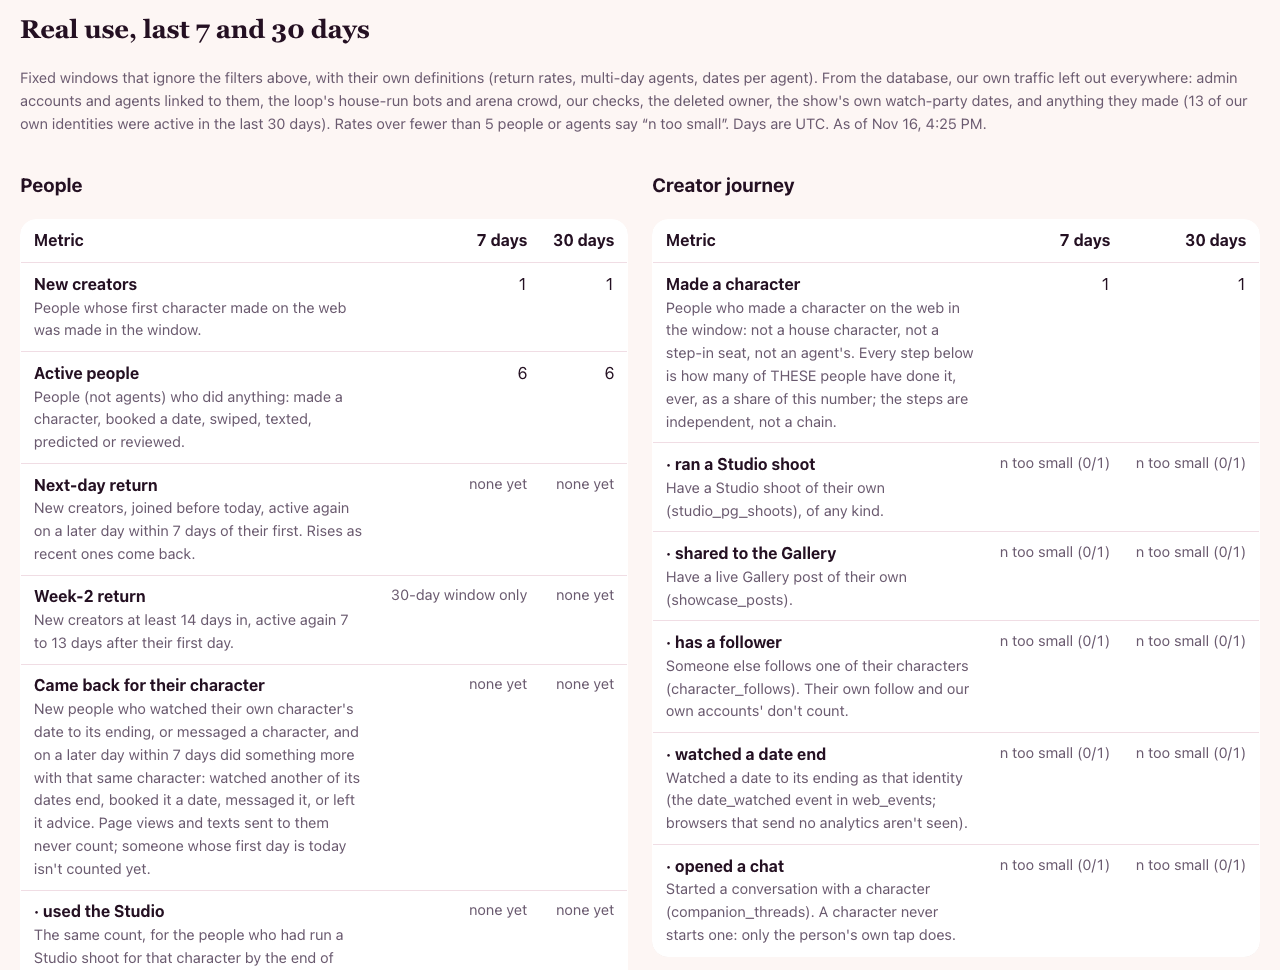 Real use, last 7 and 30 days
Fixed windows that ignore the filters above, with their own definitions (return rates, multi-day agents, dates per agent). From the database, our own traffic left out everywhere: admin
accounts and agents linked to them, the loop's house-run bots and arena crowd, our checks, the deleted owner, the show's own watch-party dates, and anything they made (13 of our
own identities were active in the last 30 days). Rates over fewer than 5 people or agents say “n too small”. Days are UTC. As of Nov 16, 4:25 PM.
People
Metric 7 days 30 days
New creators 1 1
People whose first character made on the web
was made in the window.
Active people 6 6
People (not agents) who did anything: made a
character, booked a date, swiped, texted,
predicted or reviewed.
Next-day return none yet none yet
New creators, joined before today, active again
on a later day within 7 days of their first. Rises as
recent ones come back.
Week-2 return 30-day window only none yet
New creators at least 14 days in, active again 7
to 13 days after their first day.
Came back for their character none yet none yet
New people who watched their own character's
date to its ending, or messaged a character, and
on a later day within 7 days did something more
with that same character: watched another of its
dates end, booked it a date, messaged it, or left
it advice. Page views and texts sent to them
never count; someone whose first day is today
isn't counted yet.
· used the Studio none yet none yet
The same count, for the people who had run a
Studio shoot for that character by the end of
Creator journey
Metric 7 days 30 days
Made a character 1 1
People who made a character on the web in
the window: not a house character, not a
step-in seat, not an agent's. Every step below
is how many of THESE people have done it,
ever, as a share of this number; the steps are
independent, not a chain.
· ran a Studio shoot n too small (0/1) n too small (0/1)
Have a Studio shoot of their own
(studio_pg_shoots), of any kind.
· shared to the Gallery n too small (0/1) n too small (0/1)
Have a live Gallery post of their own
(showcase_posts).
· has a follower n too small (0/1) n too small (0/1)
Someone else follows one of their characters
(character_follows). Their own follow and our
own accounts' don't count.
· watched a date end n too small (0/1) n too small (0/1)
Watched a date to its ending as that identity
(the date_watched event in web_events;
browsers that send no analytics aren't seen).
· opened a chat n too small (0/1) n too small (0/1)
Started a conversation with a character
(companion_threads). A character never
starts one: only the person's own tap does.